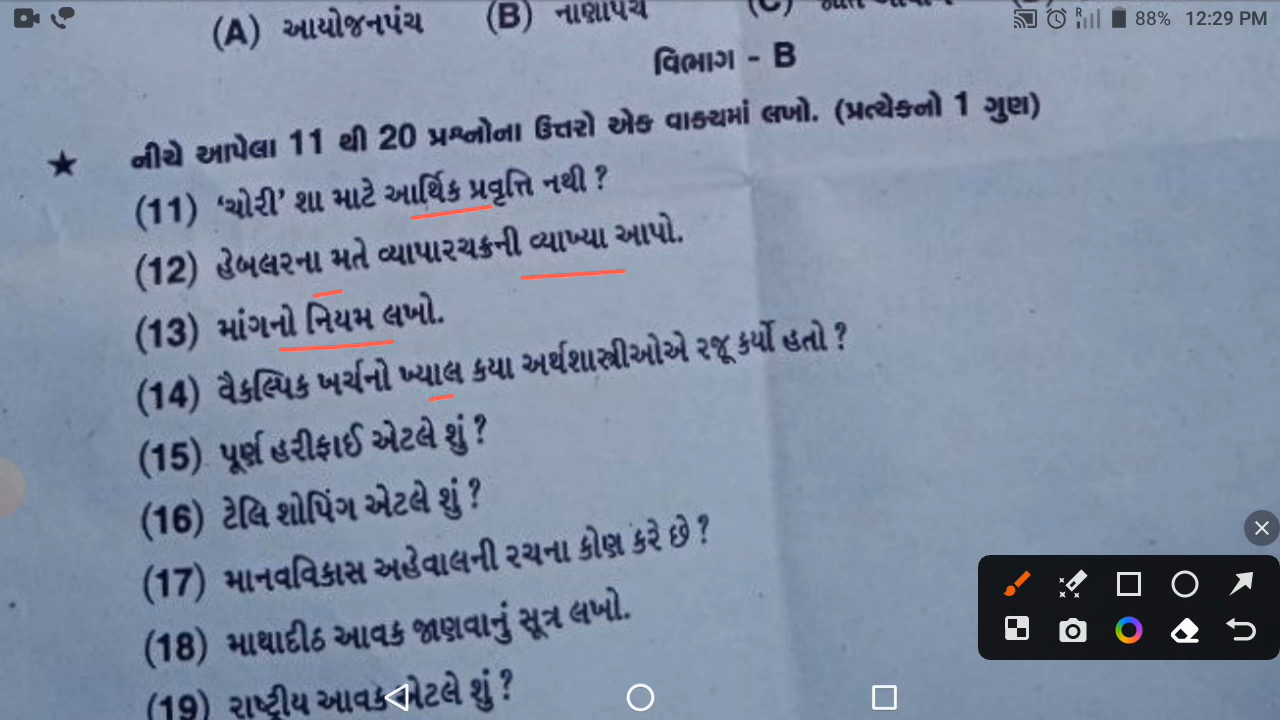 88% 12:29 PM
(A) આયોજનપંચ (B) નાણાપંચ (C)
વિભાગ - B
★ નીચે આપેલા 11 થી 20 પ્રશ્નોના ઉત્તરો એક વાક્યમાં લખો. (પ્રત્યેકનો 1 ગુણ)
(11) ‘ચોરી’ શા માટે આર્થિક પ્રવૃત્તિ નથી ?
(12) હેબલરના મતે વ્યાપારચક્રની વ્યાખ્યા આપો.
(13) માંગનો નિયમ લખો.
(14) વૈકલ્પિક ખર્ચનો ખ્યાલ કયા અર્થશાસ્ત્રીઓએ રજૂ કર્યો હતો ?
(15) પૂર્ણ હરીફાઈ એટલે શું ?
(16) ટેલિ શોપિંગ એટલે શું ?
(17) માનવવિકાસ અહેવાલની રચના કોણ કરે છે ?
(18) માથાદીઠ આવક જાણવાનું સૂત્ર લખો.
(19) રાષ્ટ્રીય આવક એટલે શું ?